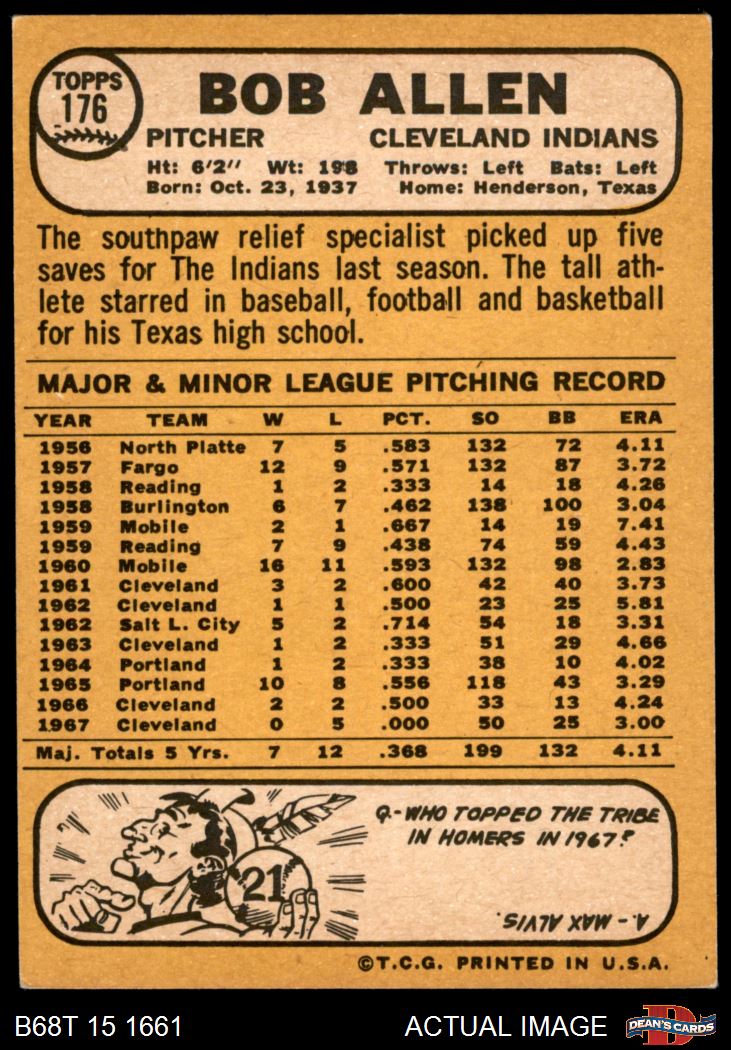 TOPPS
176
BOB ALLEN
PITCHER CLEVELAND INDIANS
Ht: 6'2" Wt: 198 Throws: Left Bats: Left
Born: Oct. 23, 1937 Home: Henderson, Texas
The southpaw relief specialist picked up five
saves for The Indians last season. The tall ath-
lete starred in baseball, football and basketball
for his Texas high school.
MAJOR & MINOR LEAGUE PITCHING RECORD
YEAR TEAM W L PCT. SO BB ERA
1956 North Platte 7 5 .583 132 72 4.11
1957 Fargo 12 9 .571 132 87 3.72
1958 Reading 1 2 .333 14 18 4.26
1958 Burlington 6 7 .462 138 100 3.04
1959 Mobile 2 1 .667 14 19 7.41
1959 Reading 7 9 .438 74 59 4.43
1960 Mobile 16 11 .593 132 98 2.83
1961 Cleveland 3 2 .600 42 40 3.73
1962 Cleveland 1 1 .500 23 25 5.81
1962 Salt L. City 5 2 .714 54 18 3.31
1963 Cleveland 1 2 .333 51 29 4.66
1964 Portland 1 2 .333 38 10 4.02
1965 Portland 10 8 .556 118 43 3.29
1966 Cleveland 2 2 .500 33 13 4.24
1967 Cleveland 0 5 .000 50 25 3.00
Maj. Totals 5 Yrs. 7 12 .368 199 132 4.11
Q.-WHO TOPPED THE TRIBE
IN HOMERS IN 1967?
21
A.-MAX ALVIS.
©T.C.G. PRINTED IN U.S.A.
B68T 15 1661 ACTUAL IMAGE DEAN'S CARDS